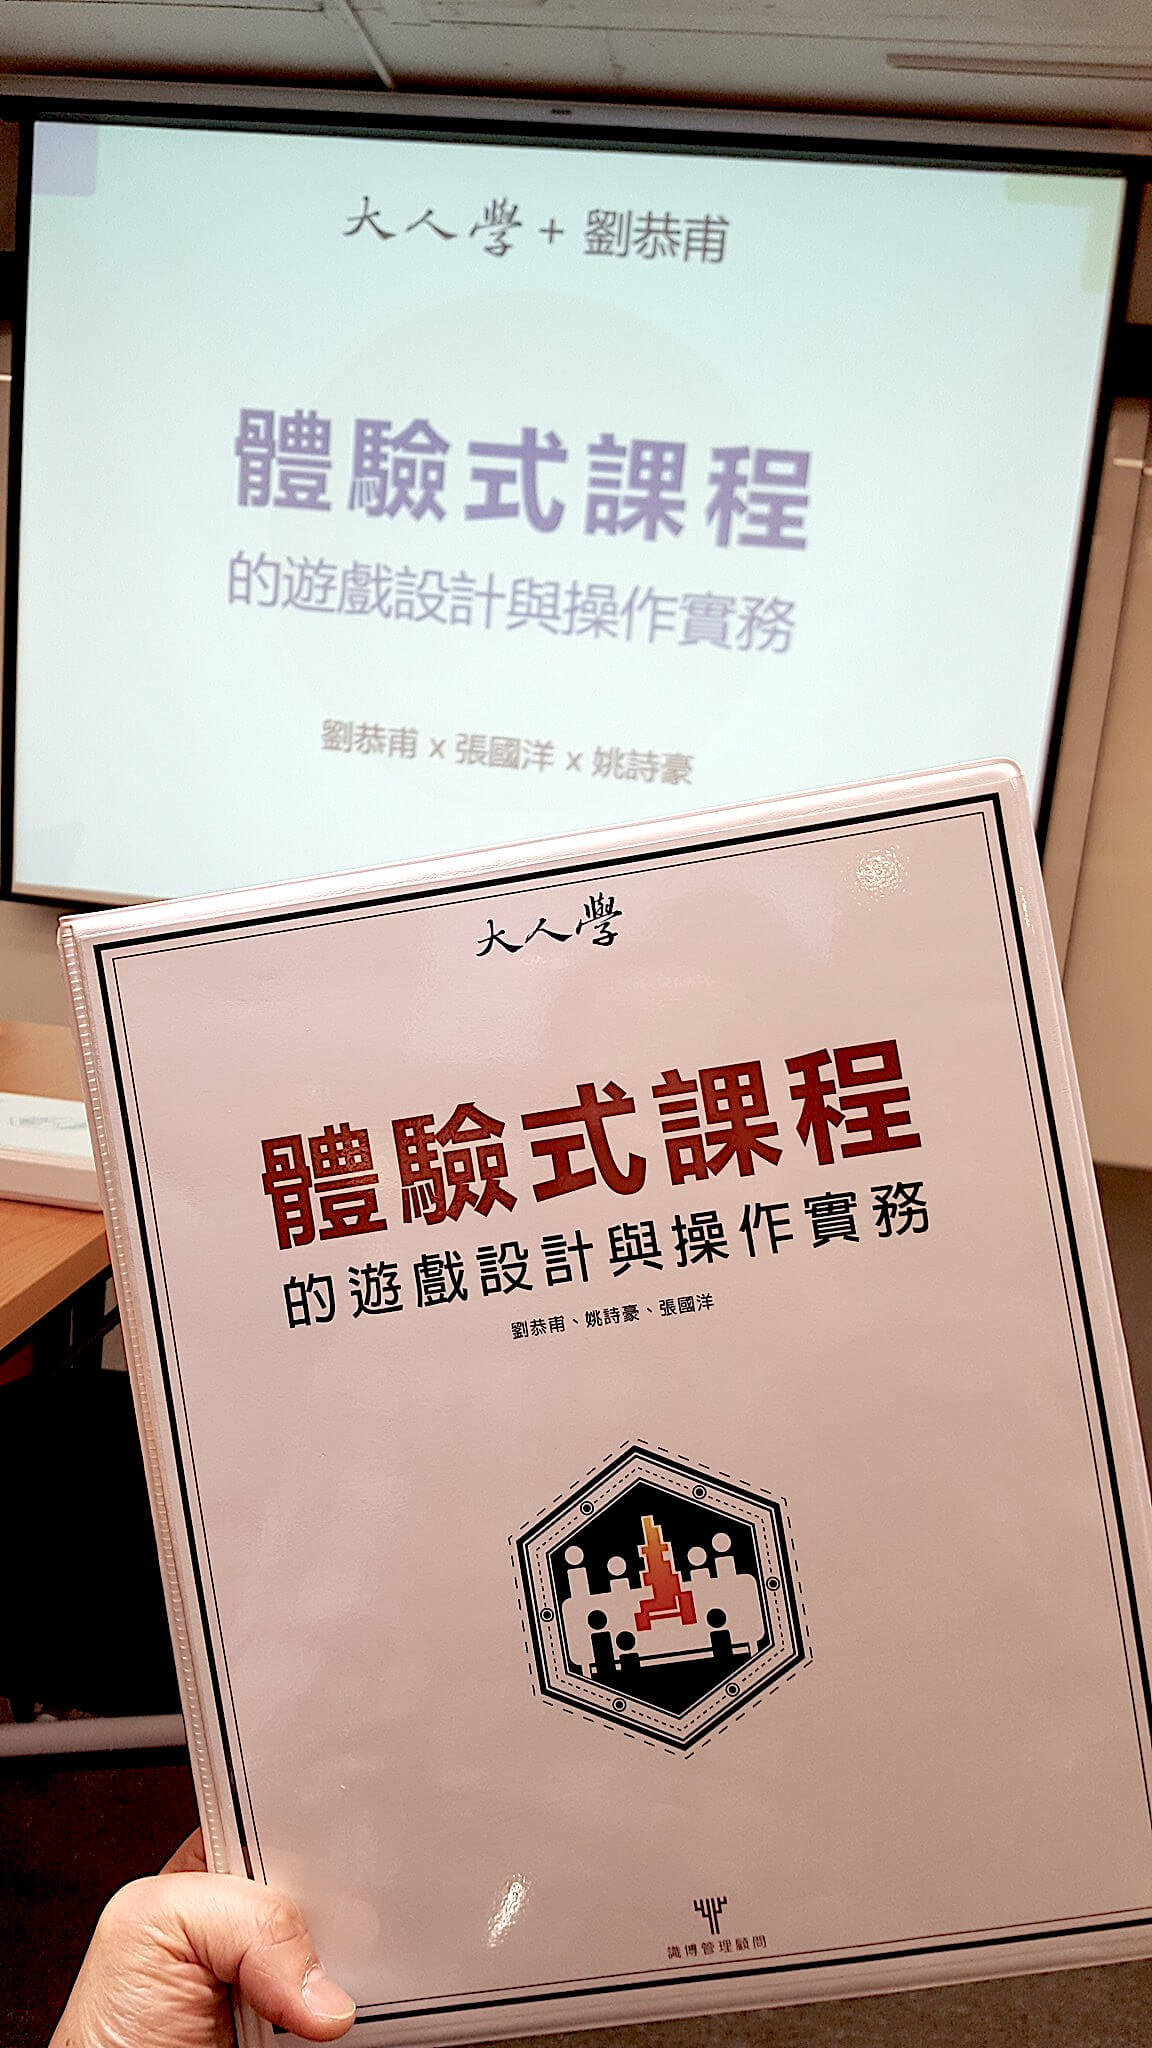 大人學 + 劉恭甫
體驗式課程
的遊戲設計與操作實務
劉恭甫 x 張國洋 x 姚詩豪
大人學
體驗式課程
的遊戲設計與操作實務
劉恭甫、姚詩豪、張國洋
識博管理顧問